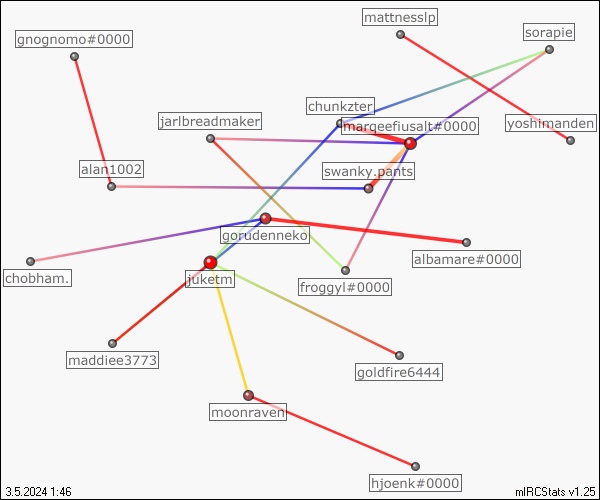 mattnesslp
sorapie
gnognomo#0000
chunkzter
jarlbreadmaker
marqeefiusalt#0000
yoshimanden
alan1002
swanky.pants
gorudenneko
albamare#0000
chobham.
juketm
froggyl#0000
maddiee3773
goldfire6444
moonraven
hjoenk#0000
3.5.2024 1:46
mIRCStats v1.25